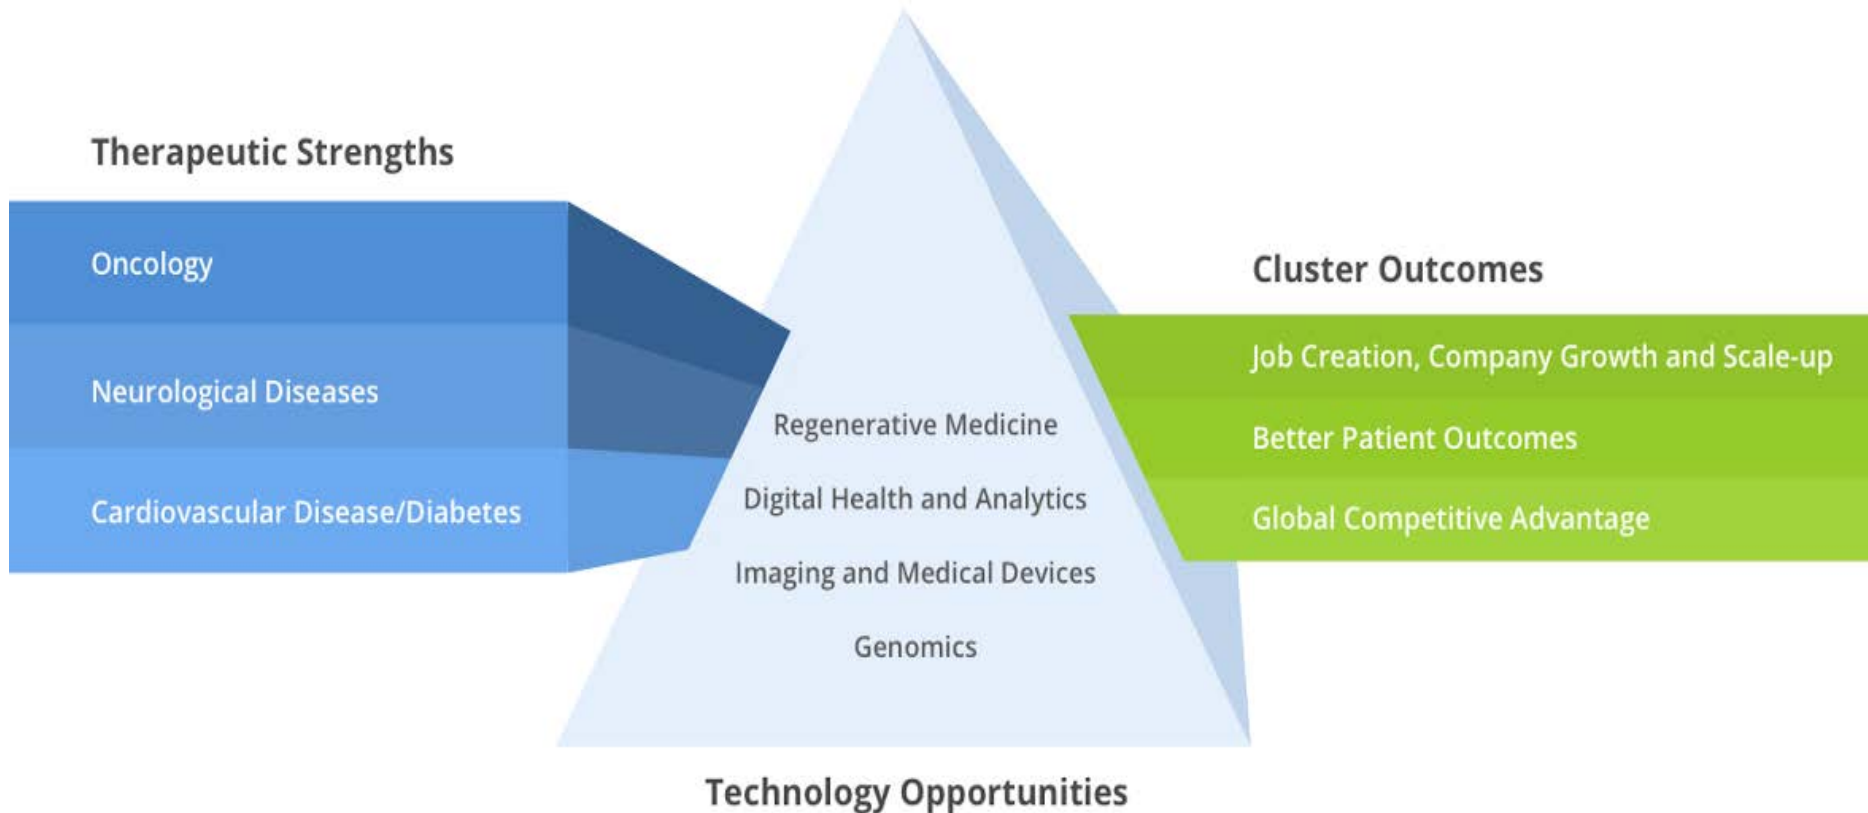 Therapeutic Strengths
Oncology
Neurological Diseases
Cardiovascular Disease/Diabetes
Regenerative Medicine
Digital Health and Analytics
Imaging and Medical Devices
Genomics
Technology Opportunities
Cluster Outcomes
Job Creation, Company Growth and Scale-up
Better Patient Outcomes
Global Competitive Advantage